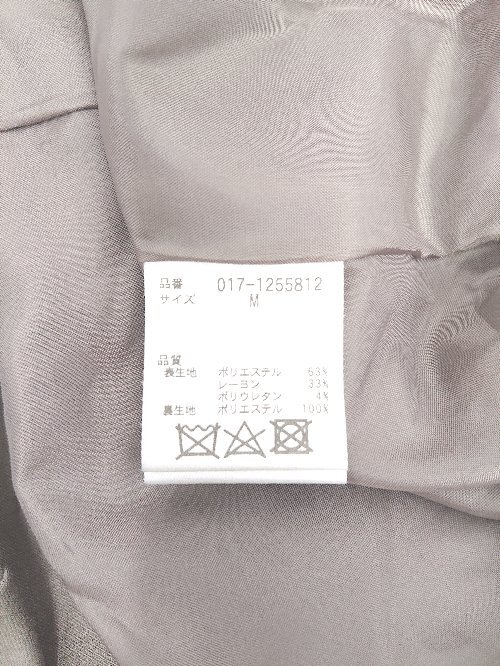 品番 017-1255812
サイズ M
品質
表生地 ポリエステル 63%
レーヨン 33%
ポリウレタン 4%
裏生地 ポリエステル 100%